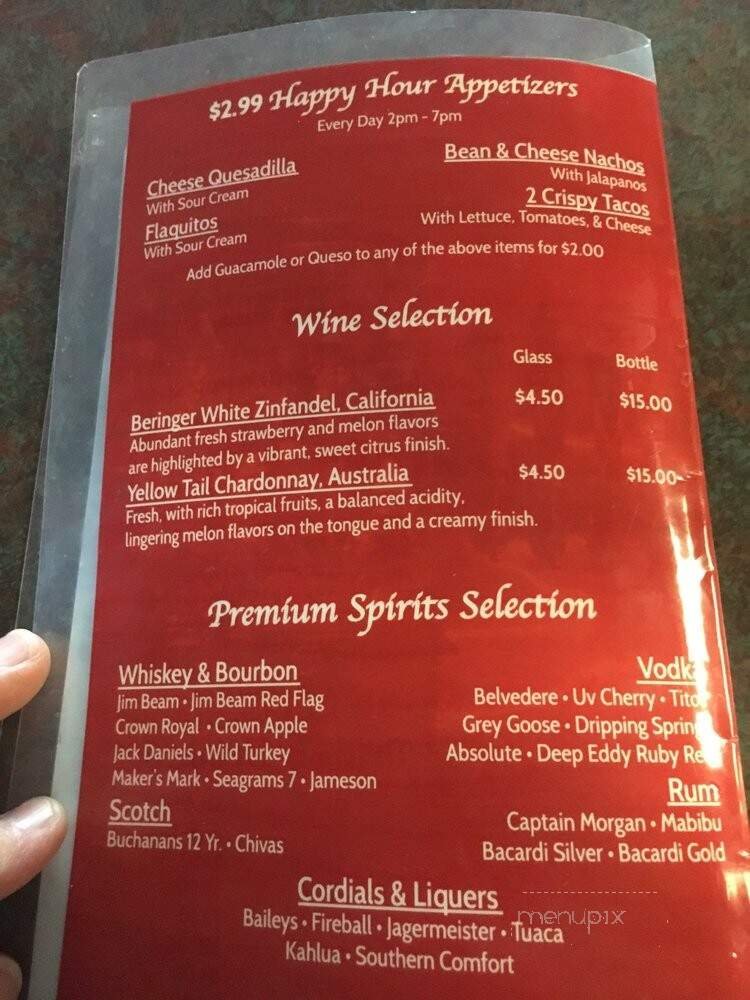 $2.99 Happy Hour Appetizers
Every Day 2pm - 7pm
Cheese Quesadilla
With Sour Cream
Flaquitos
With Sour Cream
Bean & Cheese Nachos
With Jalapanos
2 Crispy Tacos
With Lettuce, Tomatoes, & Cheese
Add Guacamole or Queso to any of the above items for $2.00
Wine Selection
Glass Bottle
Beringer White Zinfandel, California $4.50 $15.00
Abundant fresh strawberry and melon flavors
are highlighted by a vibrant, sweet citrus finish.
Yellow Tail Chardonnay, Australia $4.50 $15.00
Fresh, with rich tropical fruits, a balanced acidity,
lingering melon flavors on the tongue and a creamy finish.
Premium Spirits Selection
Whiskey & Bourbon
Jim Beam • Jim Beam Red Flag
Crown Royal • Crown Apple
Jack Daniels • Wild Turkey
Maker's Mark • Seagrams 7 • Jameson
Scotch
Buchanans 12 Yr. • Chivas
Vodka
Belvedere • Uv Cherry •
Grey Goose • Dripping
Absolute • Deep Eddy Ruby
Rum
Captain Morgan • Mabibu
Bacardi Silver • Bacardi Gold
Cordials & Liquers
Baileys • Fireball • Jagermeister • Tuaca
Kahlua • Southern Comfort
menupix